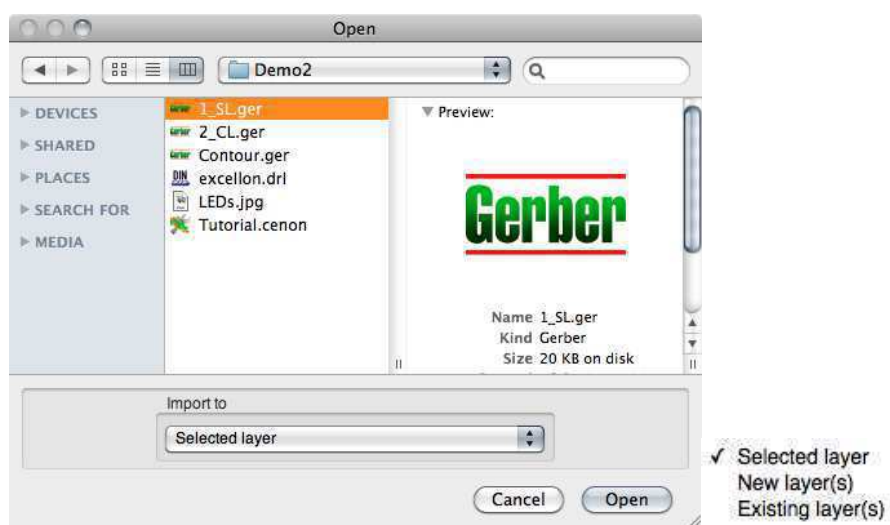 Open
Demo2
DEVICES
SHARED
PLACES
SEARCH FOR
MEDIA
1_SL.ger
2_CL.ger
Contour.ger
excellon.drl
LEDs.jpg
Tutorial.cenon
Preview:
Gerber
Name 1_SL.ger
Kind Gerber
Size 20 KB on disk
Import to
Selected layer
Cancel
Open
✓ Selected layer
New layer(s)
Existing layer(s)